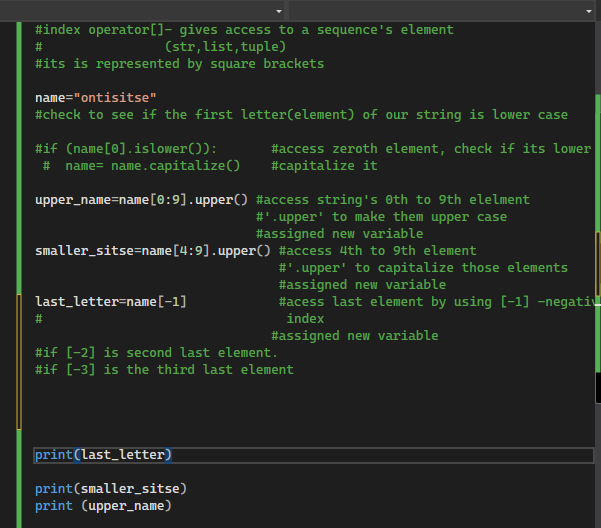 #index operator[]- gives access to a sequence's element
#               (str,list,tuple)
#its is represented by square brackets
name="ontisitse"
#check to see if the first letter(element) of our string is lower case
#if (name[0].islower()):       #access zeroth element, check if its lower
 #  name= name.capitalize()    #capitalize it
upper_name=name[0:9].upper() #access string's 0th to 9th elelment
                             #'.upper' to make them upper case
                             #assigned new variable
smaller_sitse=name[4:9].upper() #access 4th to 9th element
                                #'.upper' to capitalize those elements
                                #assigned new variable
last_letter=name[-1]            #acess last element by using [-1] -negativ
#                                index
                               #assigned new variable
#if [-2] is second last element.
#if [-3] is the third last element
print(last_letter)
print(smaller_sitse)
print (upper_name)